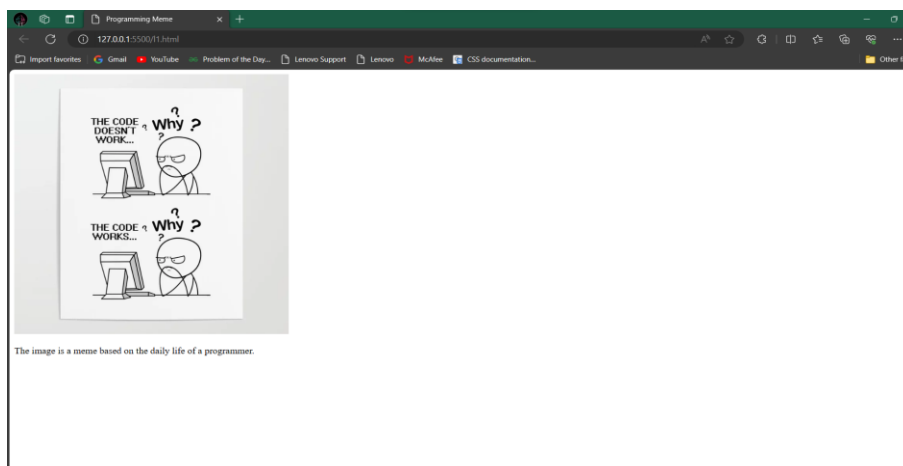 Programming Meme
127.0.0.1:5500/l1.html
Import favorites Gmail YouTube Problem of the Day... Lenovo Support Lenovo McAfee CSS documentation... Other f
THE CODE
DOESN'T
WORK...
? Why ?
?
?
THE CODE
WORKS...
? Why ?
?
?
The image is a meme based on the daily life of a programmer.